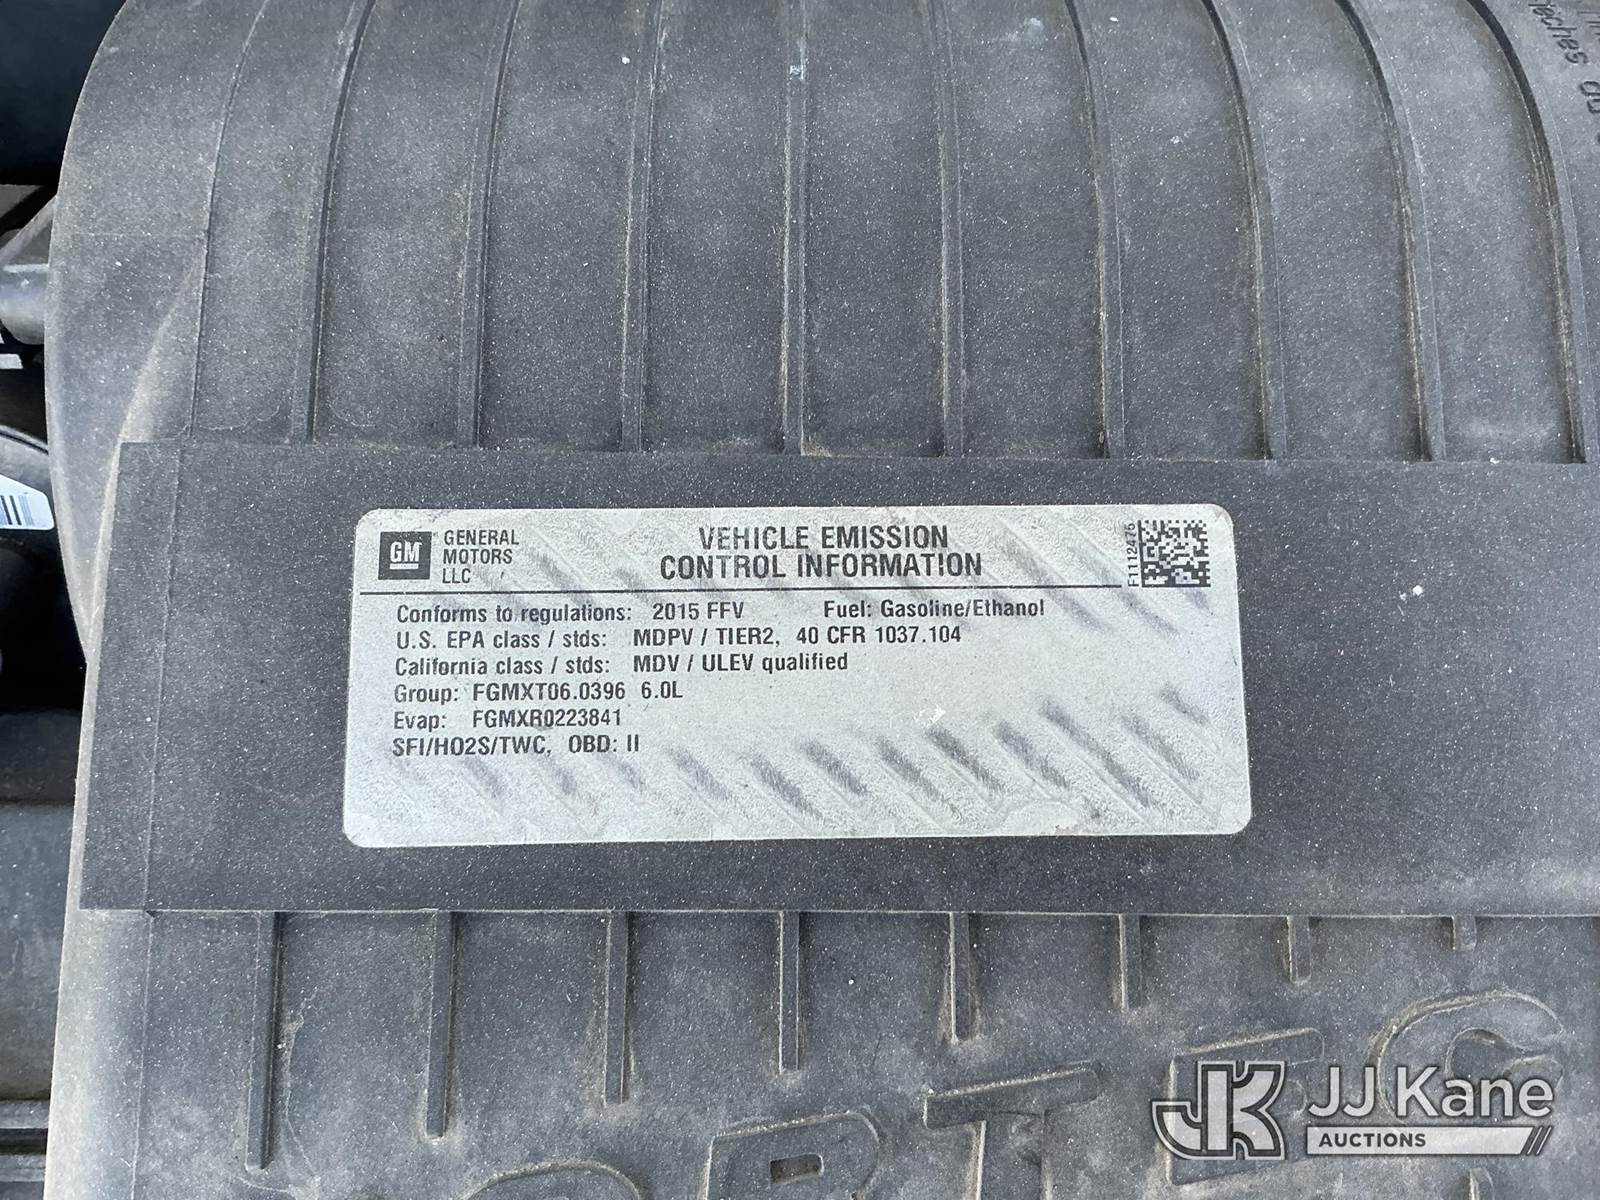 GM GENERAL MOTORS LLC
VEHICLE EMISSION
CONTROL INFORMATION
F1112475
Conforms to regulations: 2015 FFV Fuel: Gasoline/Ethanol
U.S. EPA class / stds: MDPV / TIER2, 40 CFR 1037.104
California class / stds: MDV / ULEV qualified
Group: FGMXT06.0396 6.0L
Evap: FGMXR0223841
SFI/HO2S/TWC, OBD: II
ORTEC
JK JJ Kane
AUCTIONS